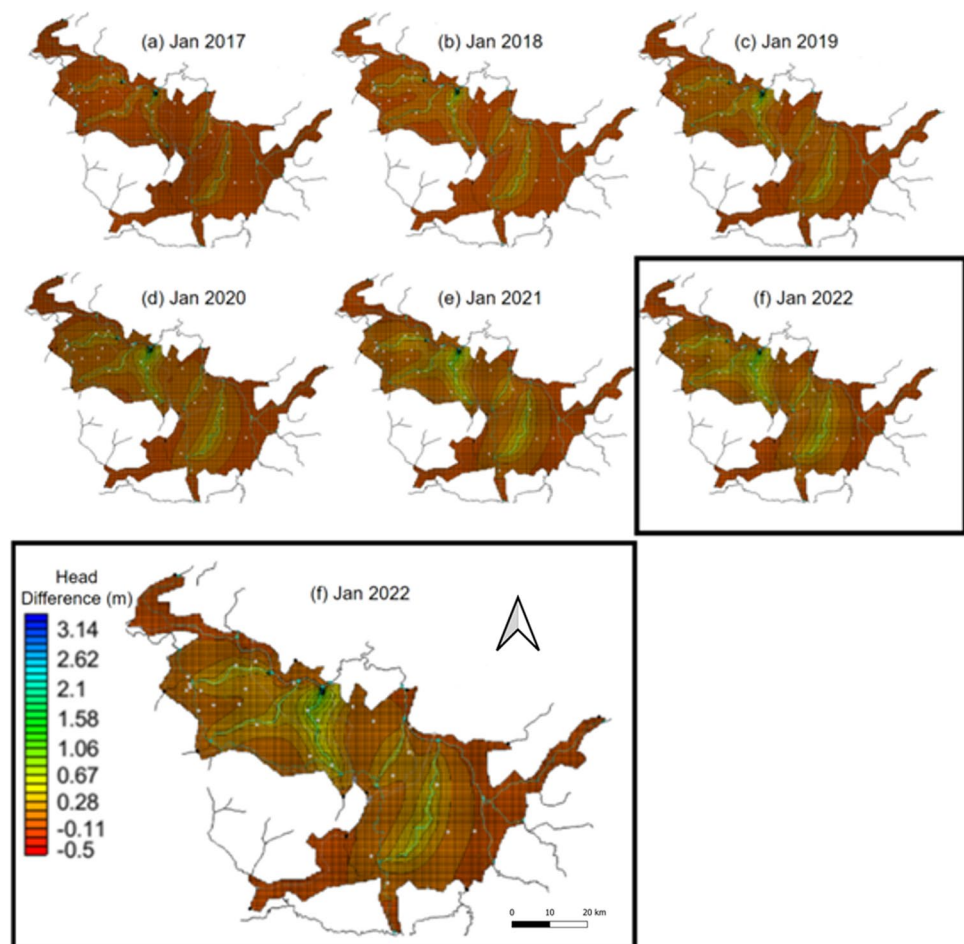 (a) Jan 2017
(b) Jan 2018
(c) Jan 2019
(d) Jan 2020
(e) Jan 2021
(f) Jan 2022
Head
Difference (m)
(f) Jan 2022
3.14
2.62
2.1
1.58
1.06
0.67
0.28
-0.11
-0.5
0 10 20 km